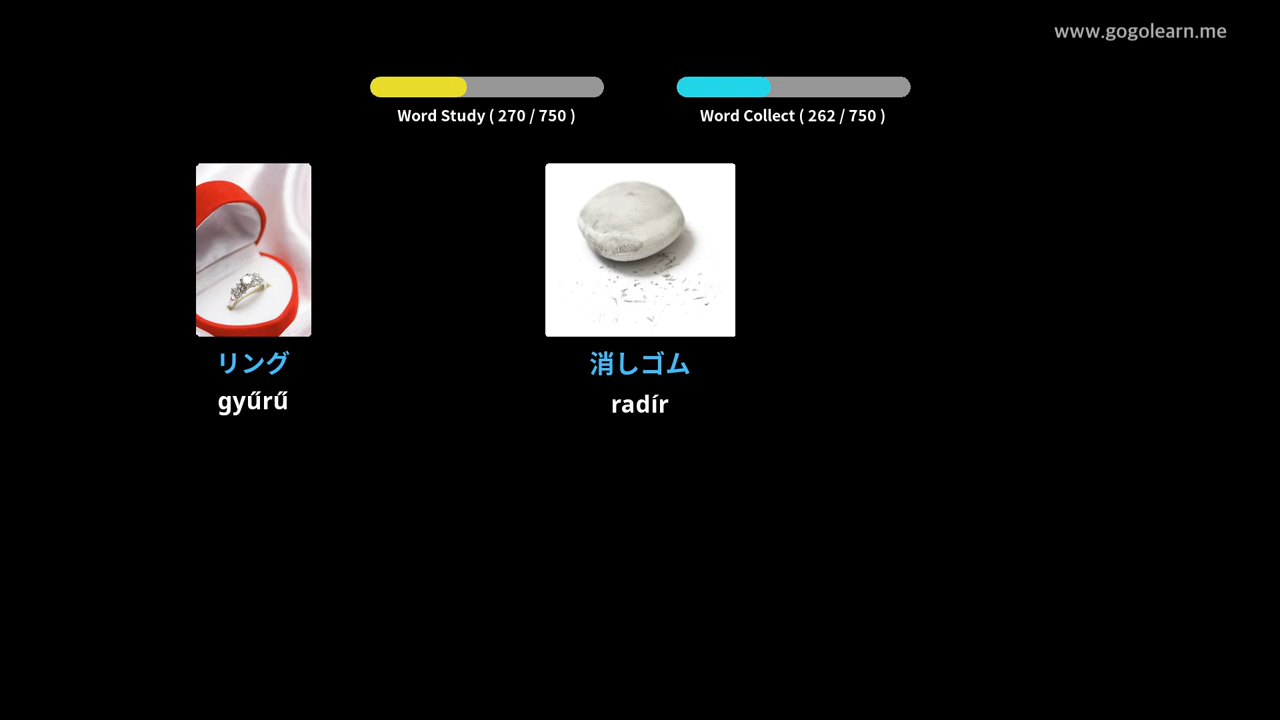 www.gogolearn.me
Word Study ( 270 / 750 )
Word Collect ( 262 / 750 )
リング
gyűrű
消しゴム
radír